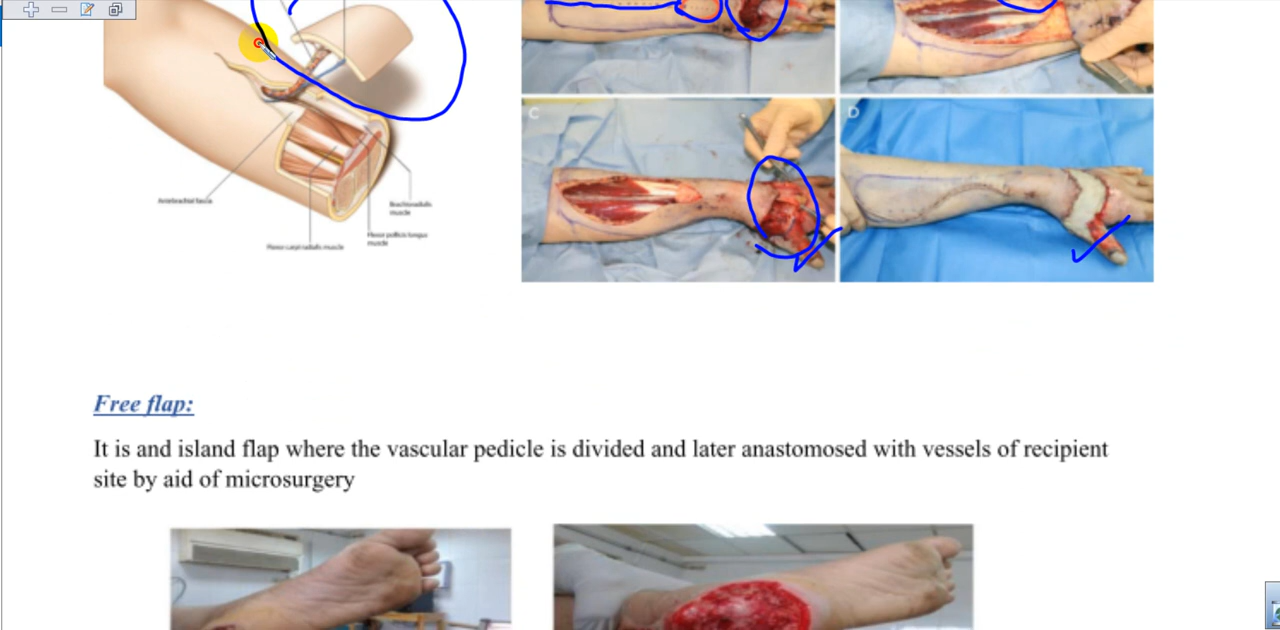 C
D
Antebrachial fascia
Brachioradialis
muscle
Flexor carpi radialis muscle
Flexor pollicis longus
muscle
Free flap:
It is and island flap where the vascular pedicle is divided and later anastomosed with vessels of recipient
site by aid of microsurgery